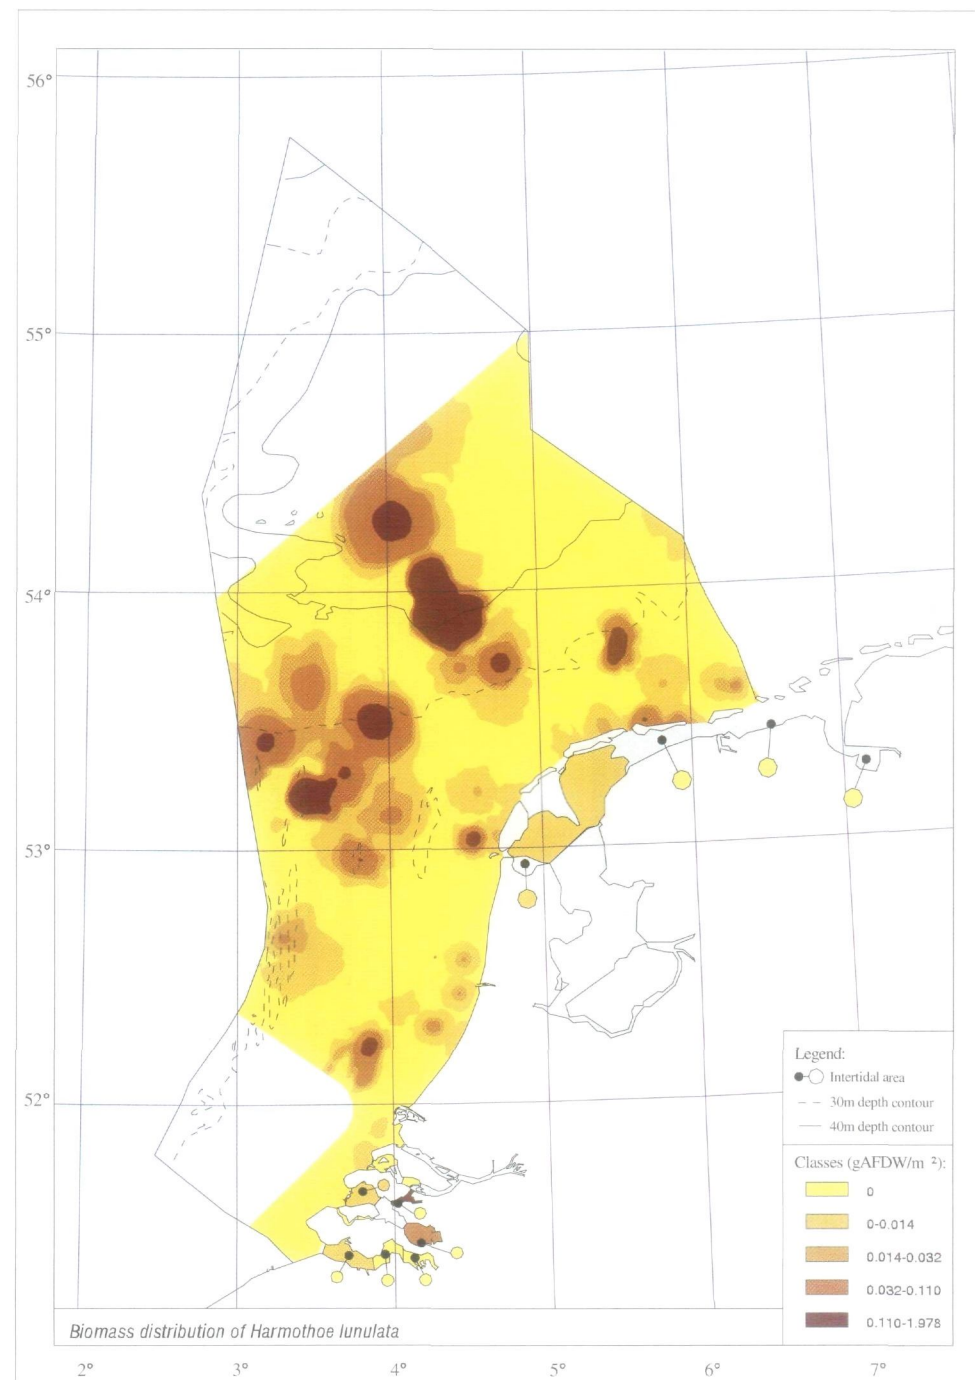 56°
55°
54°
53°
52°
Legend:
Intertidal area
30m depth contour
40m depth contour
Classes (gAFDW/m ²):
0
0-0.014
0.014-0.032
0.032-0.110
0.110-1.978
Biomass distribution of Harmothoe lunulata
2° 3° 4° 5° 6° 7°